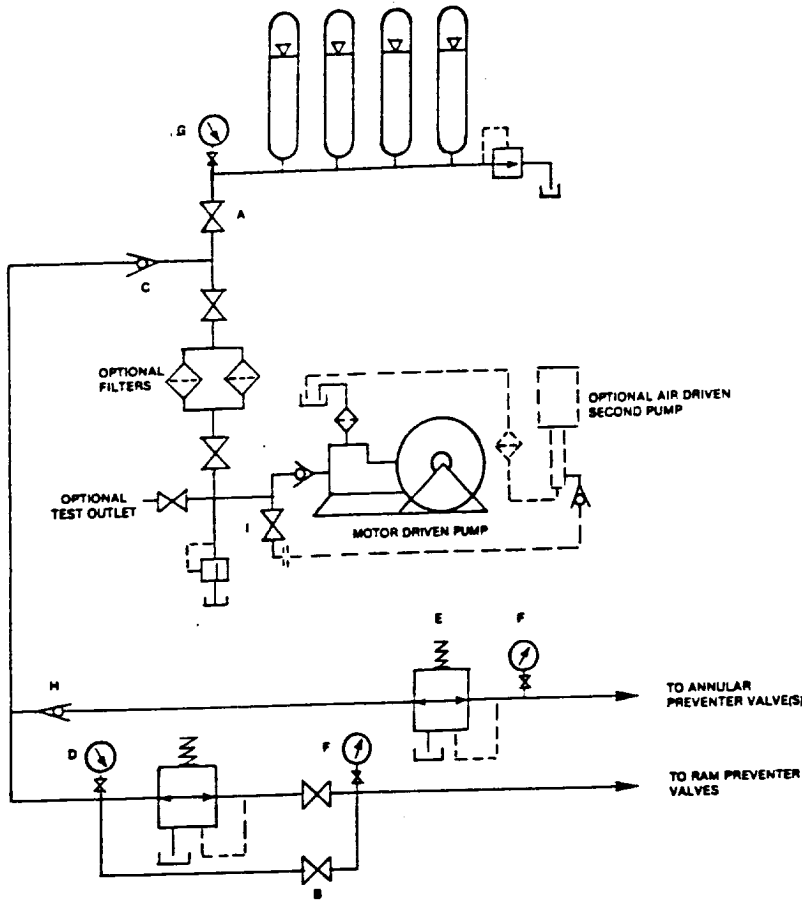 G
A
C
OPTIONAL
FILTERS
OPTIONAL AIR DRIVEN
SECOND PUMP
OPTIONAL
TEST OUTLET
I
MOTOR DRIVEN PUMP
E
F
H
TO ANNULAR
PREVENTER VALVE(S)
D
F
TO RAM PREVENTER
VALVES
B